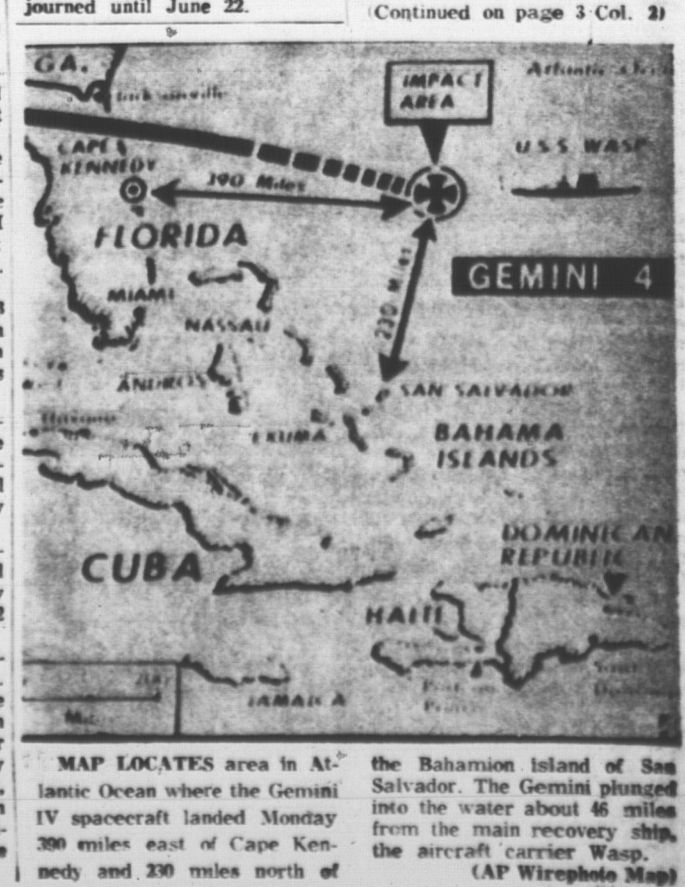 journed until June 22.
(Continued on page 3 Col. 2)
GA.
IMPACT
AREA
CAPE
KENNEDY
390 Miles
U S S WASP
FLORIDA
GEMINI 4
MIAMI
230 Miles
NASSAU
ANDROS
SAN SALVADOR
EXUMA
BAHAMA
ISLANDS
DOMINICAN
REPUBLIC
CUBA
HAITI
JAMAICA
MAP LOCATES area in At-
lantic Ocean where the Gemini
IV spacecraft landed Monday
390 miles east of Cape Ken-
nedy and 230 miles north of
the Bahamion island of San
Salvador. The Gemini plunged
into the water about 46 miles
from the main recovery ship,
the aircraft carrier Wasp.
(AP Wirephoto Map)